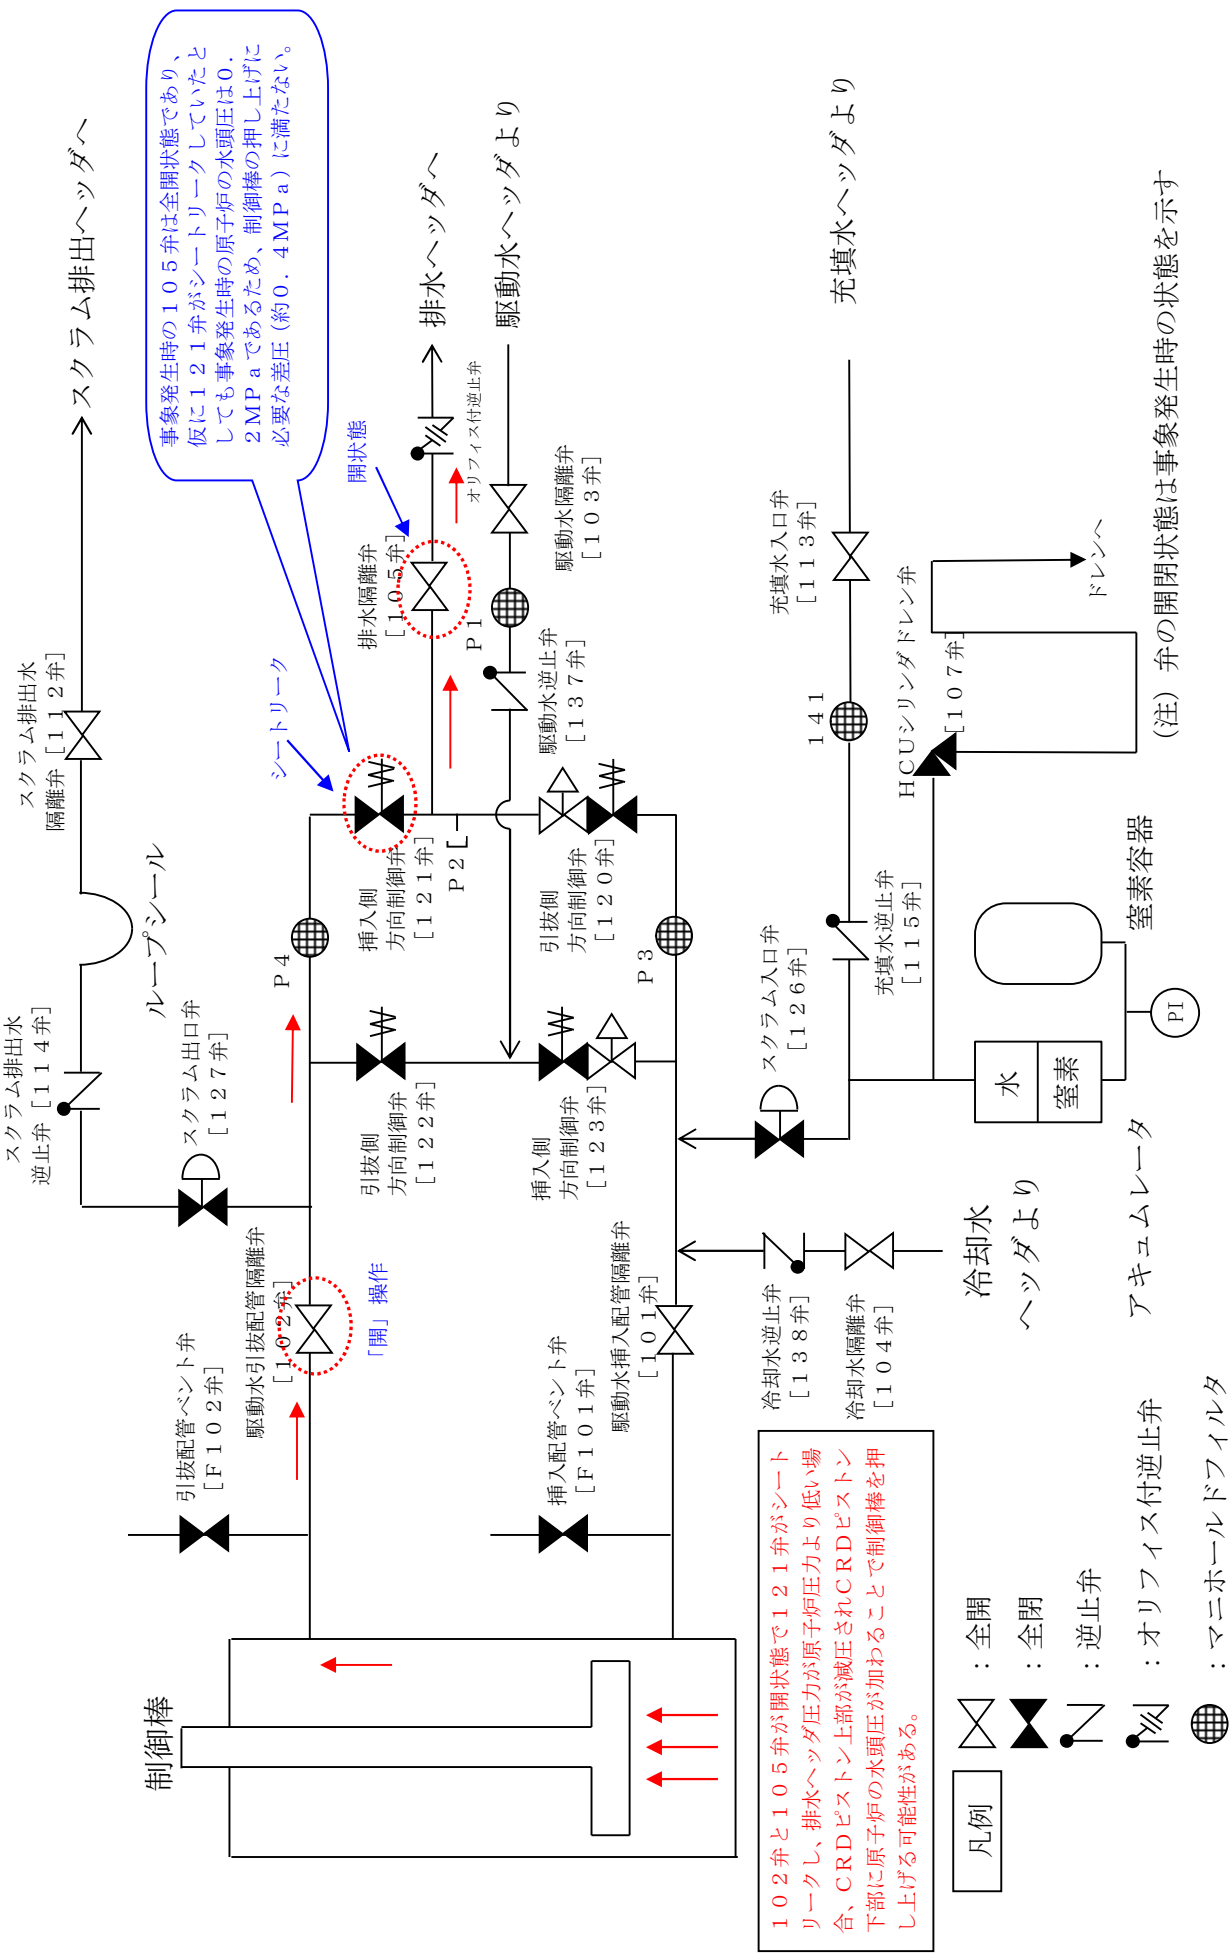 事象発生時の１０５弁は全開状態であり、
仮に１２１弁がシートリークしていたと
しても事象発生時の原子炉の水頭圧は０．
２ＭＰａであるため、制御棒の押し上げに
必要な差圧（約０．４ＭＰａ）に満たない。
スクラム排出ヘッダへ
スクラム排出水
隔離弁［１１２弁］
ループシール
スクラム排出水
逆止弁［１１４弁］
スクラム出口弁
［１２７弁］
シートリーク
開状態
排水ヘッダへ
オリフィス付逆止弁
排水隔離弁
［１０５弁］
駆動水ヘッダより
駆動水隔離弁
［１０３弁］
Ｐ１
駆動水逆止弁
［１３７弁］
Ｐ４
挿入側
方向制御弁
［１２１弁］
Ｐ２
引抜側
方向制御弁
［１２０弁］
Ｐ３
引抜側
方向制御弁
［１２２弁］
挿入側
方向制御弁
［１２３弁］
充填水ヘッダより
充填水入口弁
［１１３弁］
１４１
ＨＣＵシリンダドレン弁
［１０７弁］
ドレンへ
充填水逆止弁
［１１５弁］
スクラム入口弁
［１２６弁］
窒素容器
PI
水
窒素
アキュムレータ
冷却水
ヘッダより
冷却水逆止弁
［１３８弁］
冷却水隔離弁
［１０４弁］
駆動水引抜配管隔離弁
［１０２弁］
「開」操作
駆動水挿入配管隔離弁
［１０１弁］
引抜配管ベント弁
［Ｆ１０２弁］
挿入配管ベント弁
［Ｆ１０１弁］
制御棒
１０２弁と１０５弁が開状態で１２１弁がシート
リークし、排水ヘッダ圧力が原子炉圧力より低い場
合、ＣＲＤピストン上部が減圧されＣＲＤピストン
下部に原子炉の水頭圧が加わることで制御棒を押
し上げる可能性がある。
（注）弁の開閉状態は事象発生時の状態を示す
凡例
：全開
：全閉
：逆止弁
：オリフィス付逆止弁
：マニホールドフィルタ